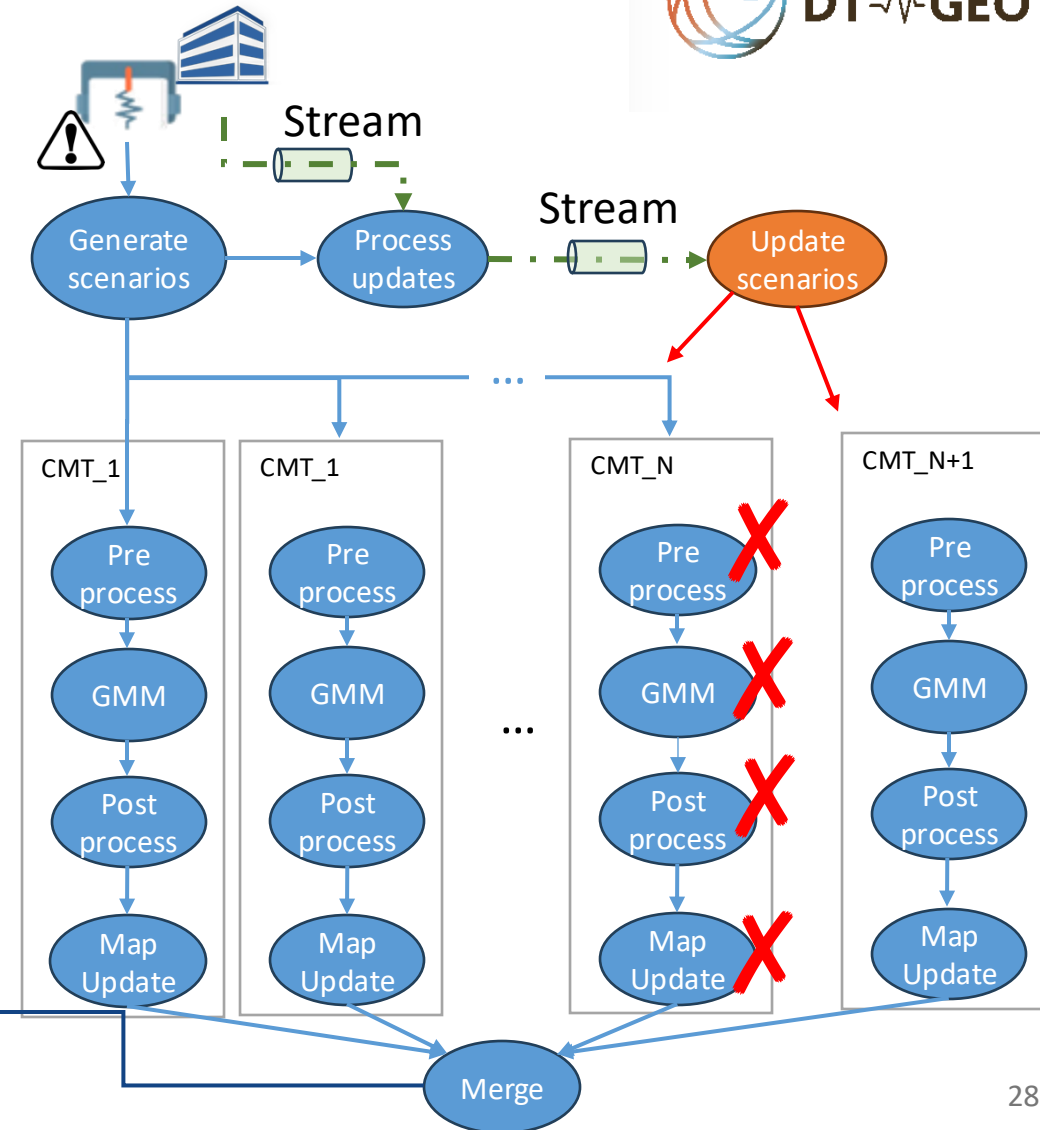 DT GEO
Stream
Stream
Generate
scenarios
Process
updates
Update
scenarios
...
CMT_1
CMT_1
CMT_N
CMT_N+1
Pre
process
Pre
process
Pre
process
Pre
process
GMM
GMM
GMM
GMM
...
Post
process
Post
process
Post
process
Post
process
Map
Update
Map
Update
Map
Update
Map
Update
Merge
28